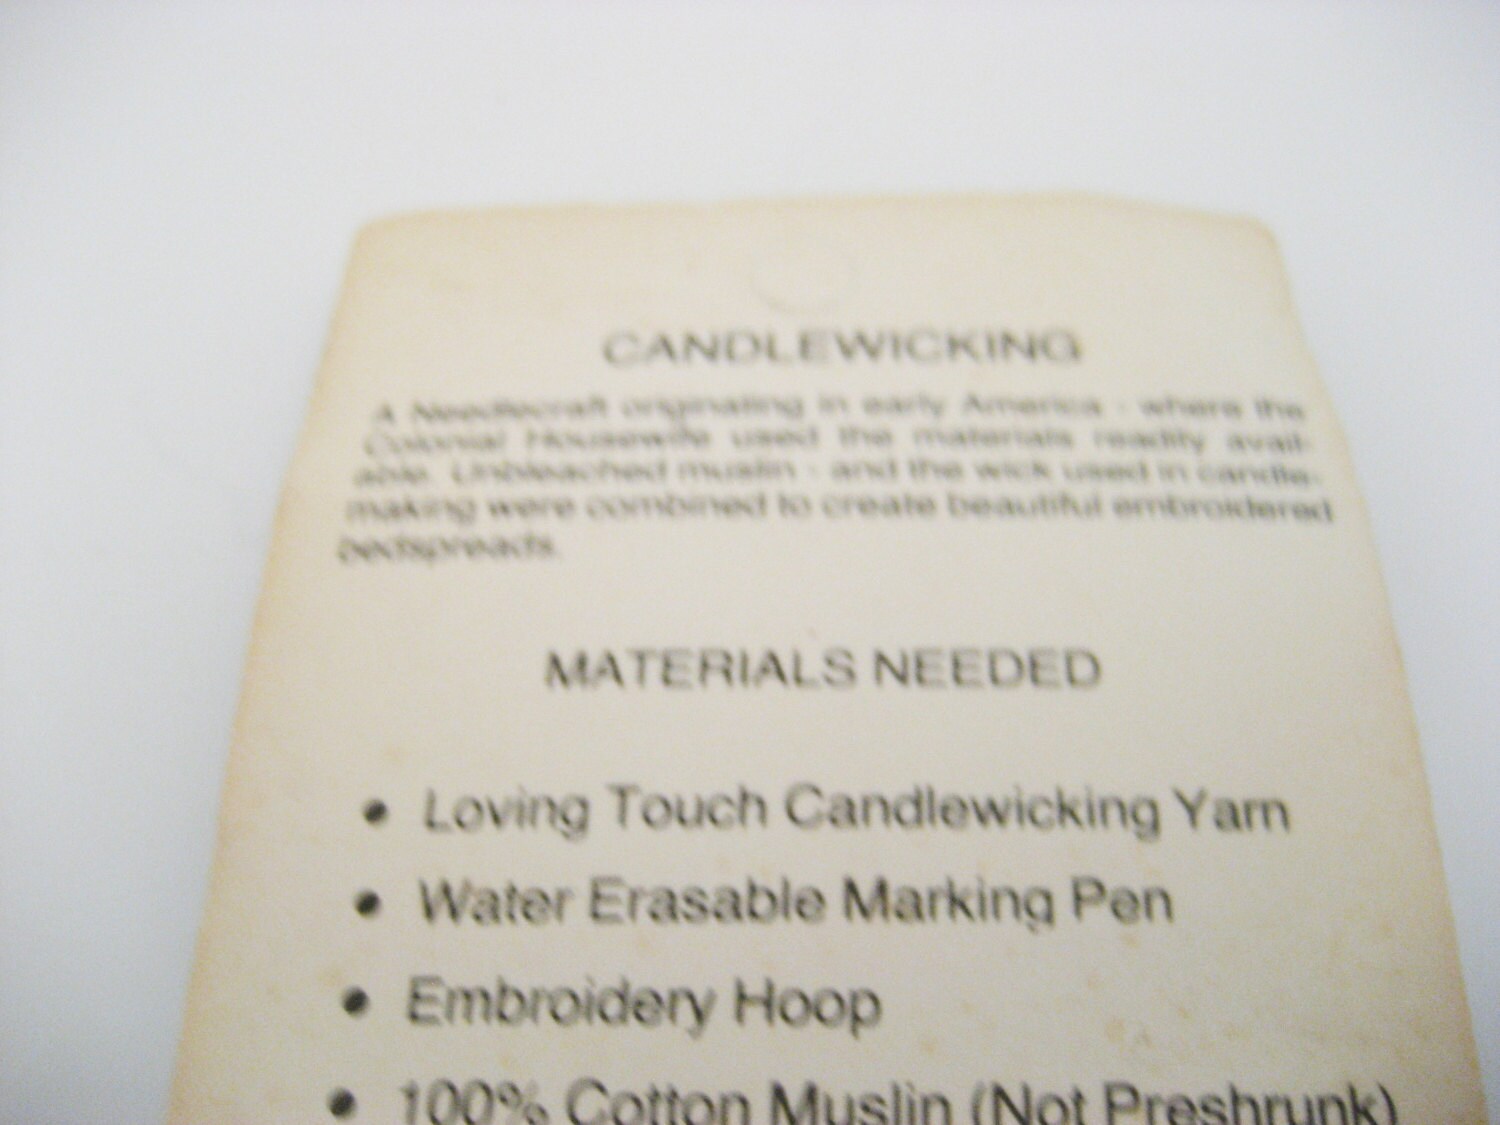 CANDLEWICKING
A Needlecraft originating in early America - where the
Colonial Housewife used the materials readily avail-
able. Unbleached muslin - and the wick used in candle-
making were combined to create beautiful embroidered
bedspreads.
MATERIALS NEEDED
• Loving Touch Candlewicking Yarn
• Water Erasable Marking Pen
• Embroidery Hoop
• 100% Cotton Muslin (Not Preshrunk)